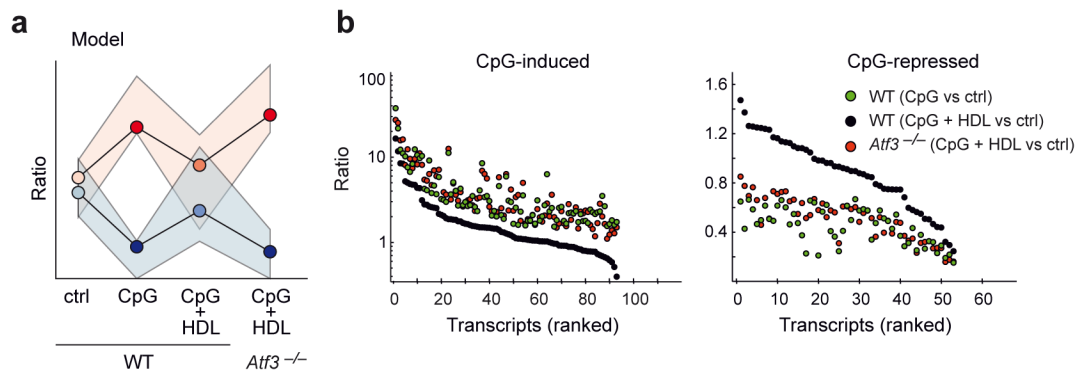 a
Model
Ratio
ctrl
CpG
CpG
+
HDL
CpG
+
HDL
WT
Atf3 −/−
b
CpG-induced
100
10
1
Ratio
0 20 40 60 80 100
Transcripts (ranked)
CpG-repressed
1.6
1.2
0.8
0.4
0 10 20 30 40 50 60
Transcripts (ranked)
WT (CpG vs ctrl)
WT (CpG + HDL vs ctrl)
Atf3 −/− (CpG + HDL vs ctrl)